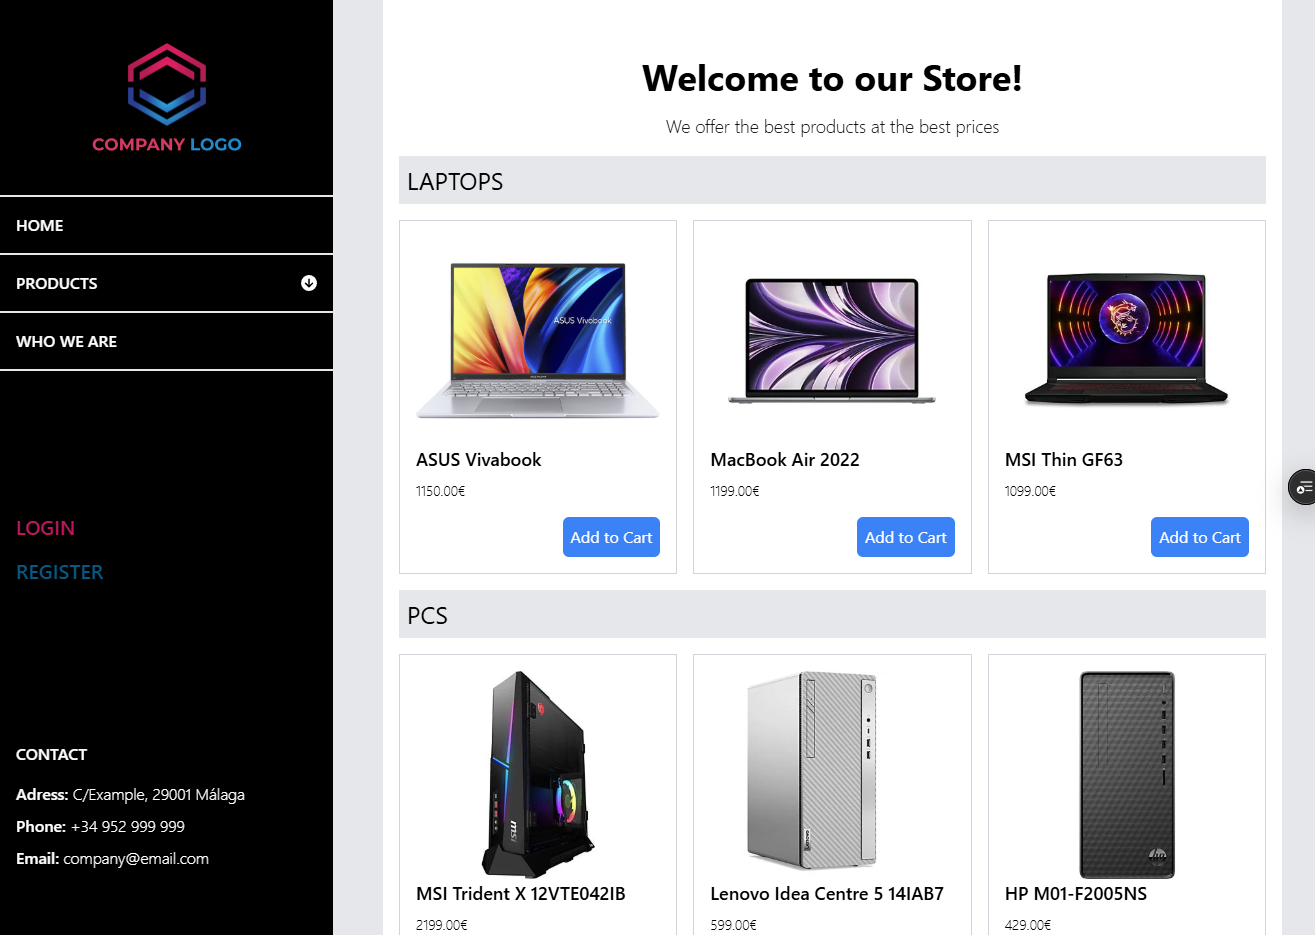 COMPANY LOGO
HOME
PRODUCTS
WHO WE ARE
LOGIN
REGISTER
CONTACT
Adress: C/Example, 29001 Málaga
Phone: +34 952 999 999
Email: company@email.com
Welcome to our Store!
We offer the best products at the best prices
LAPTOPS
ASUS Vivobook
ASUS Vivabook
1150.00€
Add to Cart
MacBook Air 2022
1199.00€
Add to Cart
MSI Thin GF63
1099.00€
Add to Cart
PCS
msi
MSI Trident X 12VTE042IB
2199.00€
Lenovo
Lenovo Idea Centre 5 14IAB7
599.00€
hp
HP M01-F2005NS
429.00€